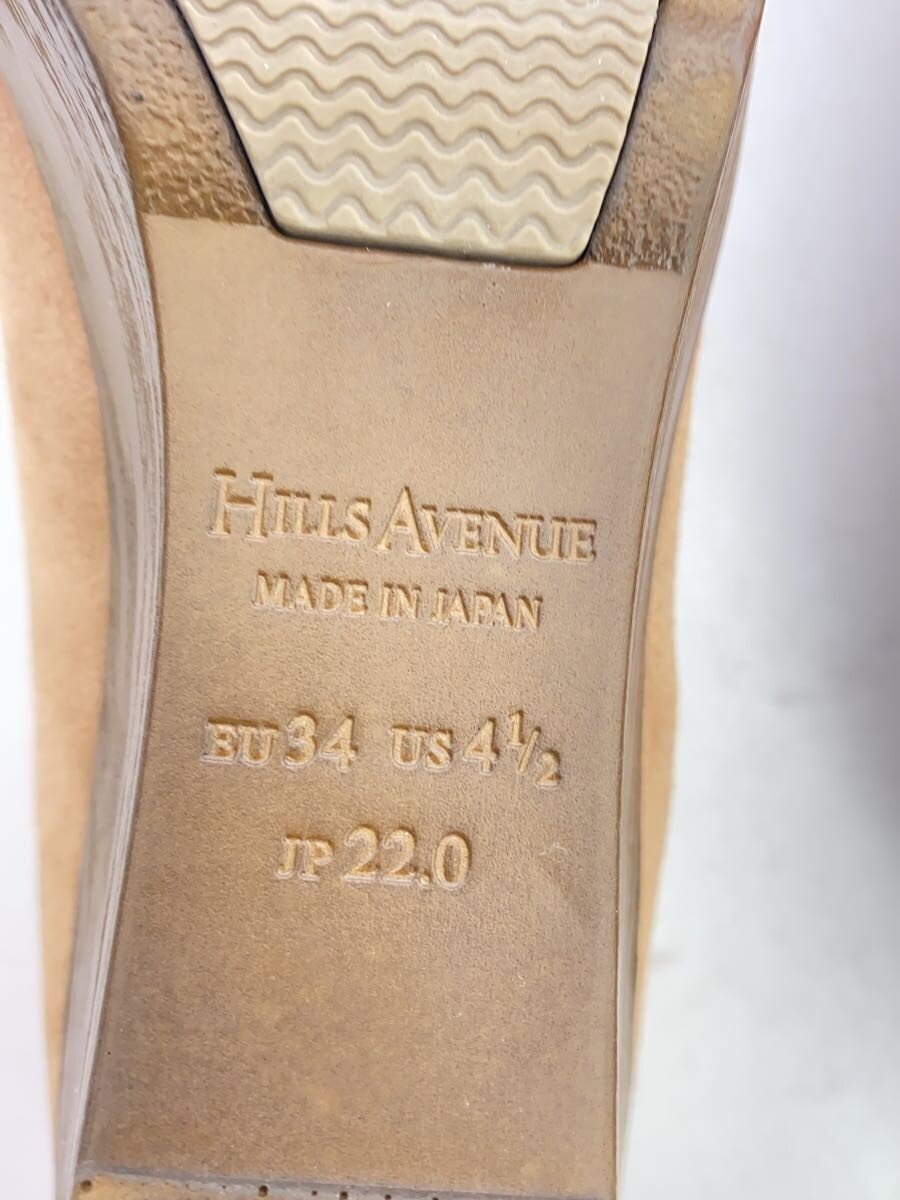 HILLS AVENUE
MADE IN JAPAN
EU 34 US 4 1/2
JP 22.0